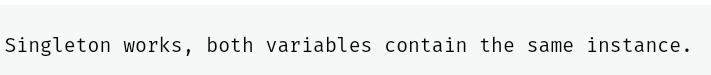 Singleton works, both variables contain the same instance.